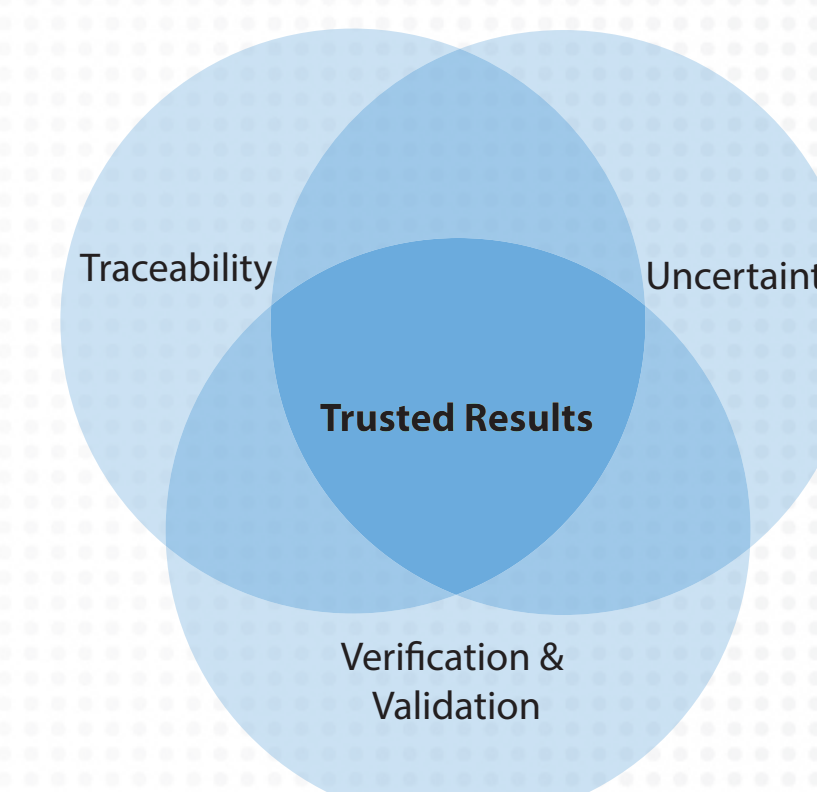 Traceability
Uncertaint
Trusted Results
Verification &
Validation